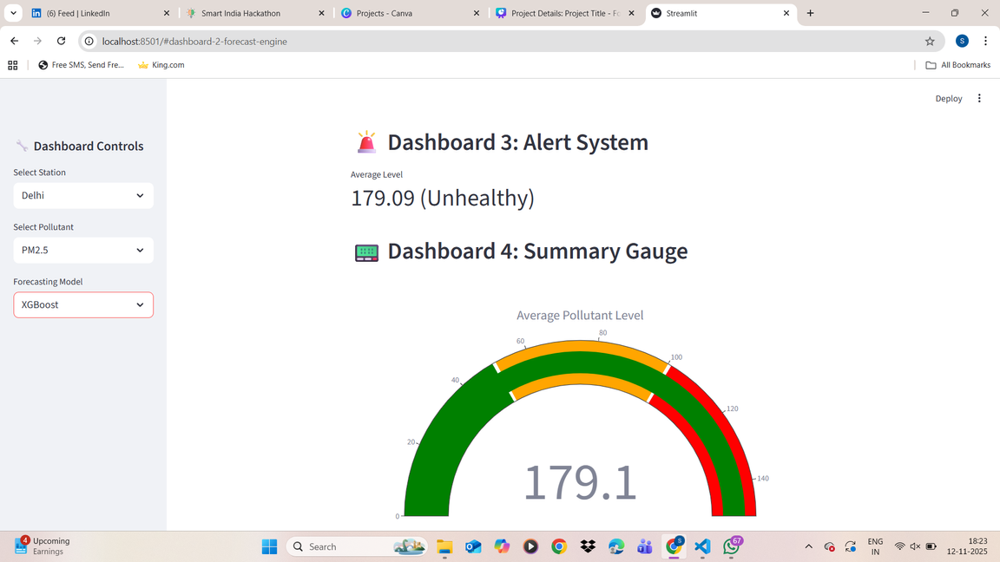 (6) Feed | LinkedIn
Smart India Hackathon
Projects - Canva
Project Details: Project Title - Fo
Streamlit
localhost:8501/#dashboard-2-forecast-engine
S
Free SMS, Send Fre...
King.com
All Bookmarks
Deploy
Dashboard Controls
Select Station
Delhi
Select Pollutant
PM2.5
Forecasting Model
XGBoost
Dashboard 3: Alert System
Average Level
179.09 (Unhealthy)
Dashboard 4: Summary Gauge
Average Pollutant Level
0
20
40
60
80
100
120
140
179.1
4
Upcoming
Earnings
Search
S
67
ENG
IN
18:23
12-11-2025